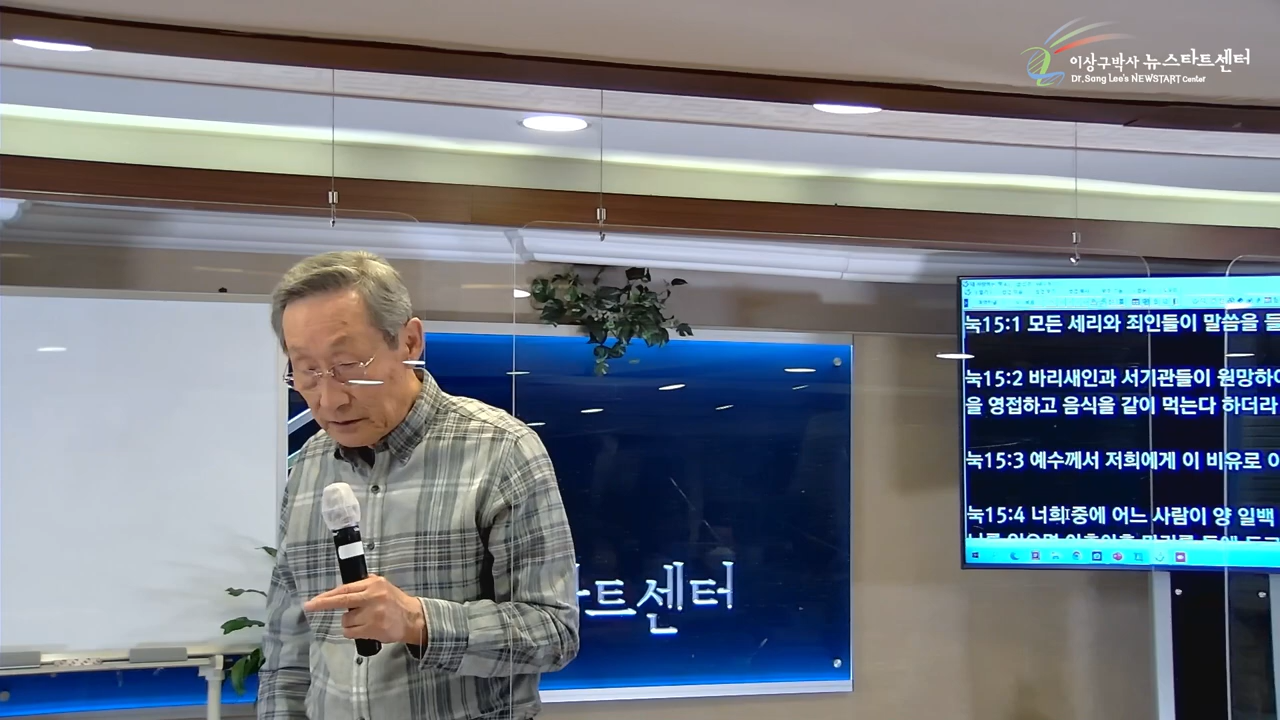 이상구박사 뉴스타트센터
Dr. Sang Lee's NEWSTART Center
눅15:1 모든 세리와 죄인들이 말씀을 들
눅15:2 바리새인과 서기관들이 원망하여
을 영접하고 음식을 같이 먹는다 하더라
눅15:3 예수께서 저희에게 이 비유로 이
눅15:4 너희 중에 어느 사람이 양 일백
타트센터